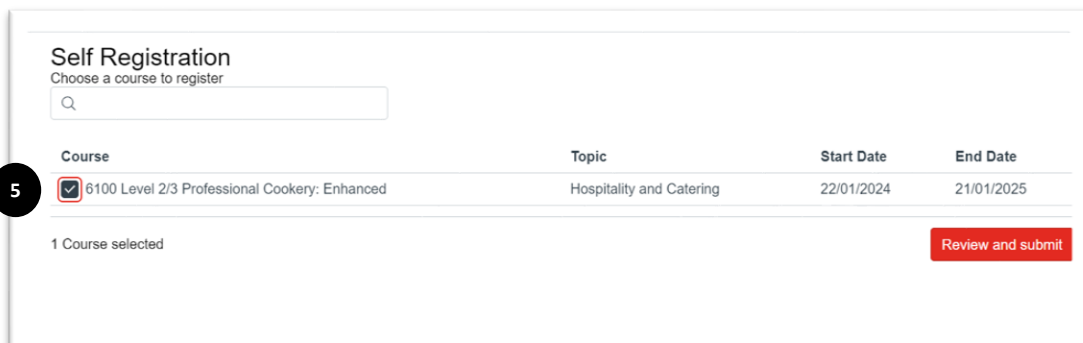 Self Registration
Choose a course to register
Course Topic Start Date End Date
5 6100 Level 2/3 Professional Cookery: Enhanced Hospitality and Catering 22/01/2024 21/01/2025
1 Course selected Review and submit